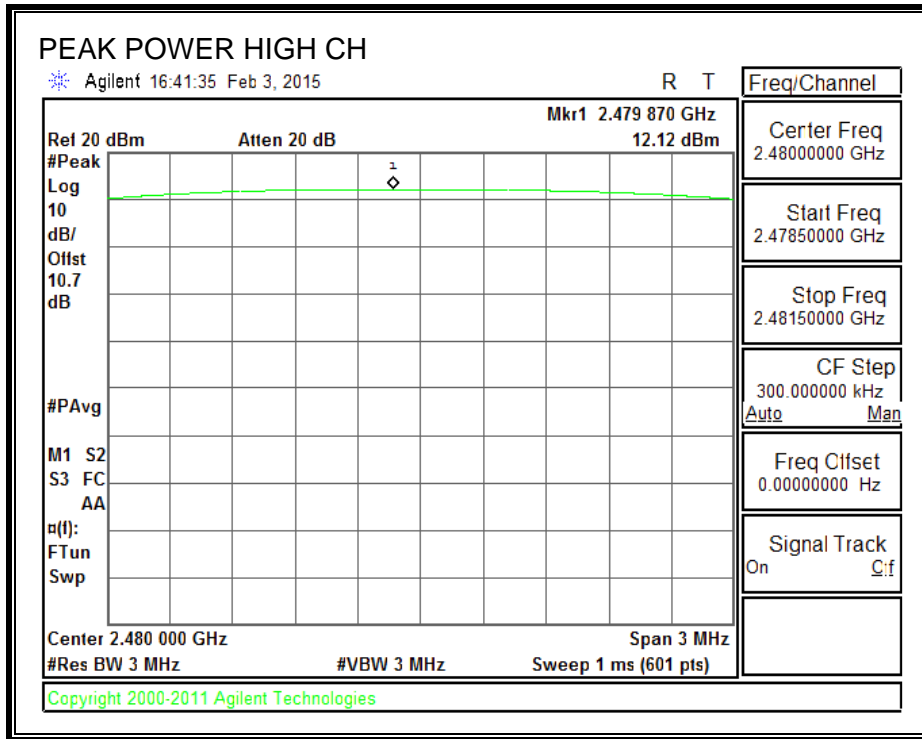 PEAK POWER HIGH CH
Agilent 16:41:35 Feb 3, 2015
R T
Mkr1 2.479 870 GHz
Ref 20 dBm
Atten 20 dB
12.12 dBm
#Peak
Log
10
dB/
Offst
10.7
dB
1
#PAvg
M1 S2
S3 FC
AA
¤(f):
FTun
Swp
Center 2.480 000 GHz
Span 3 MHz
#Res BW 3 MHz
#VBW 3 MHz
Sweep 1 ms (601 pts)
Copyright 2000-2011 Agilent Technologies
Freq/Channel
Center Freq
2.48000000 GHz
Start Freq
2.47850000 GHz
Stop Freq
2.48150000 GHz
CF Step
300.000000 kHz
Auto Man
Freq Offset
0.00000000 Hz
Signal Track
On Off